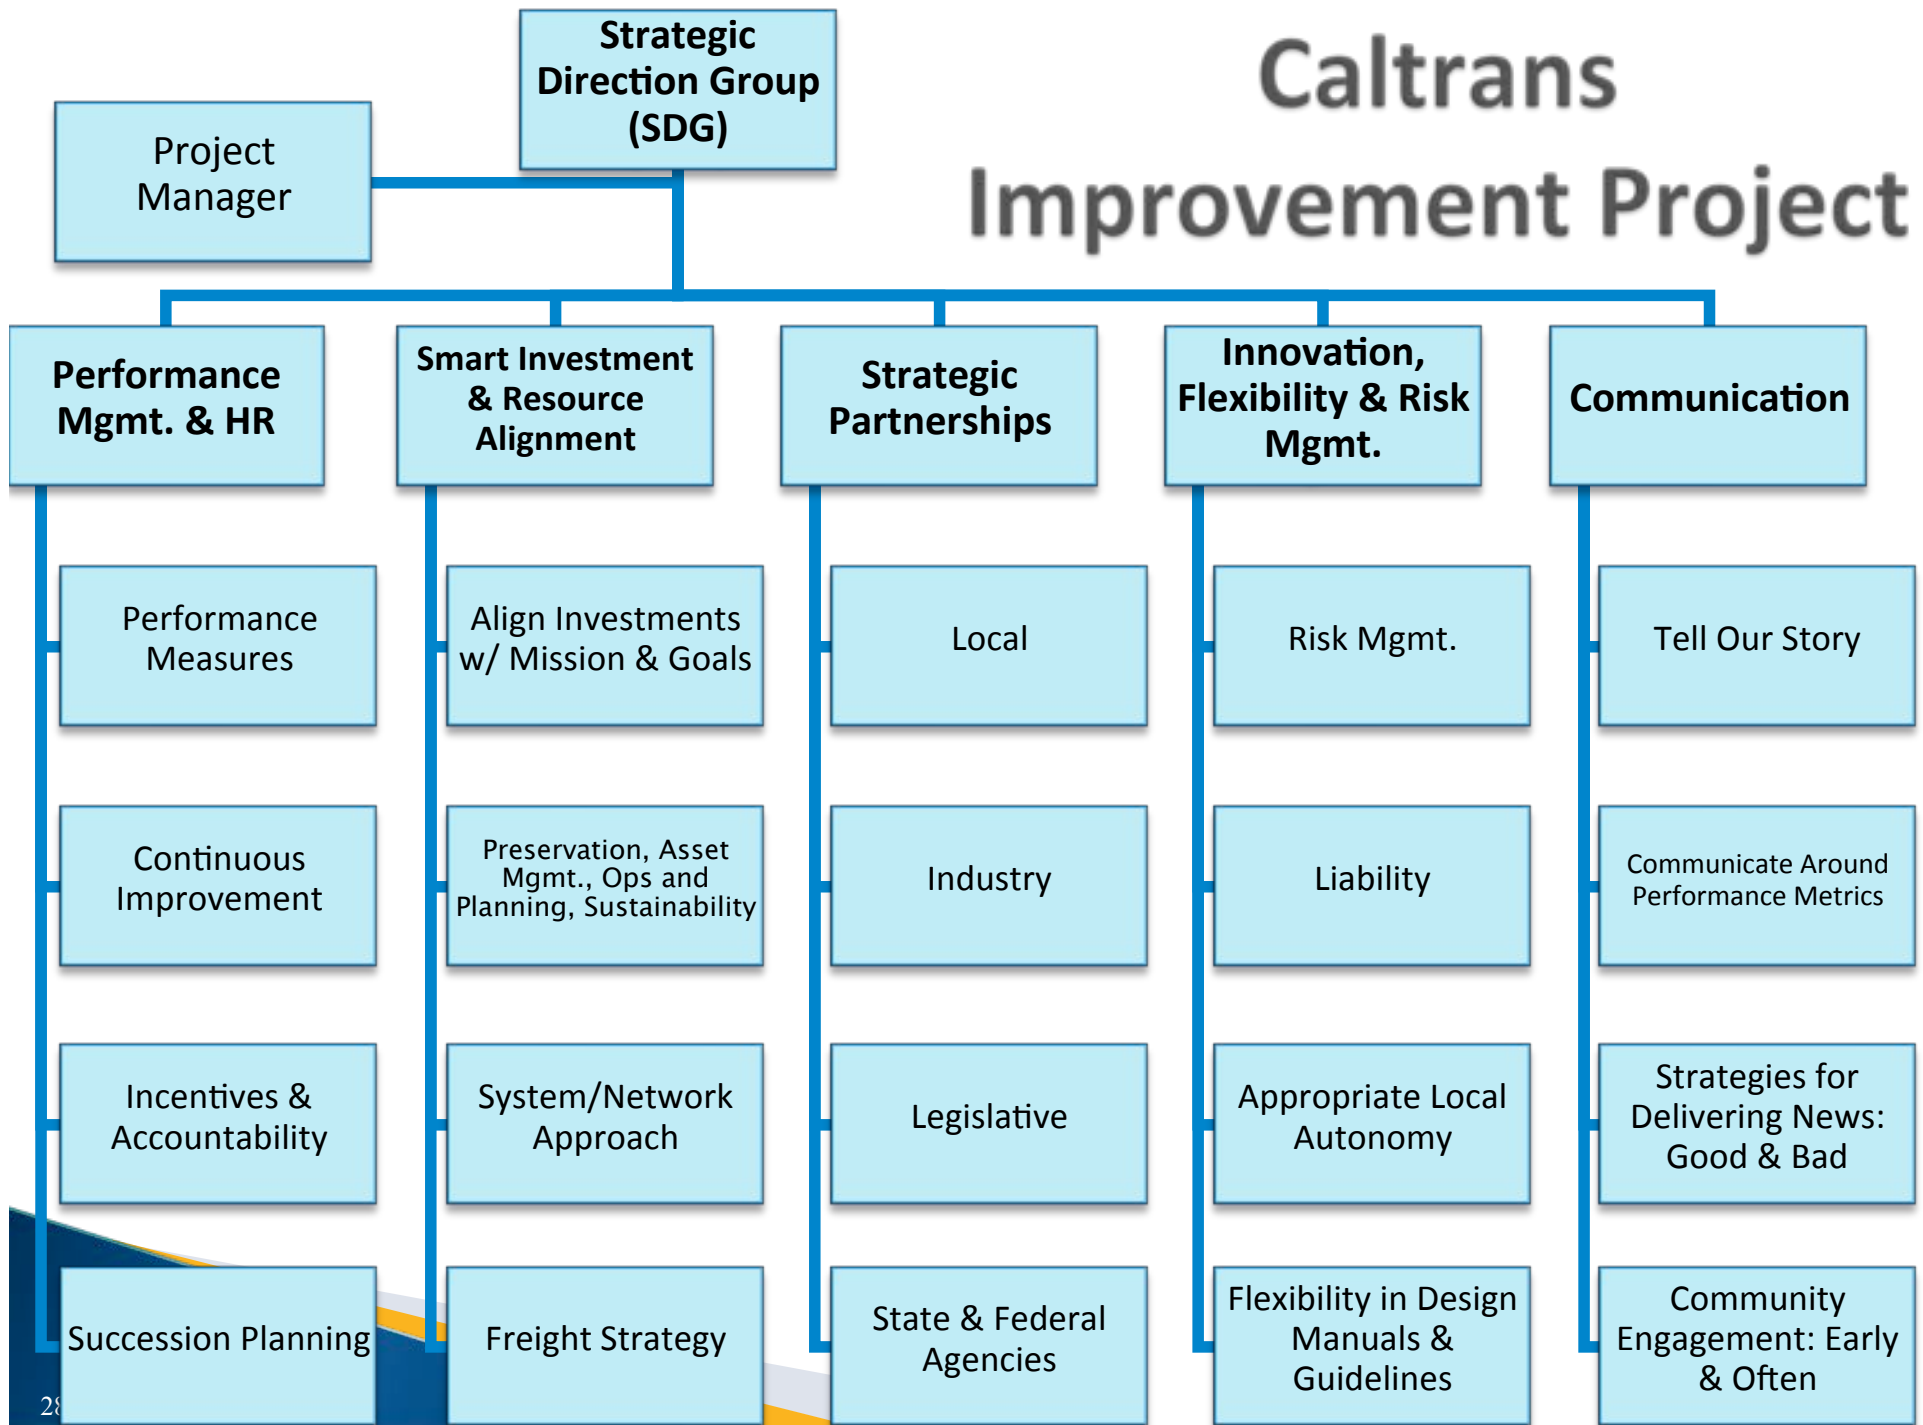 Caltrans
Improvement Project
Strategic
Direction Group
(SDG)
Project
Manager
Performance
Mgmt. & HR
Smart Investment
& Resource
Alignment
Strategic
Partnerships
Innovation,
Flexibility & Risk
Mgmt.
Communication
Performance
Measures
Align Investments
w/ Mission & Goals
Local
Risk Mgmt.
Tell Our Story
Continuous
Improvement
Preservation, Asset
Mgmt., Ops and
Planning, Sustainability
Industry
Liability
Communicate Around
Performance Metrics
Incentives &
Accountability
System/Network
Approach
Legislative
Appropriate Local
Autonomy
Strategies for
Delivering News:
Good & Bad
Succession Planning
Freight Strategy
State & Federal
Agencies
Flexibility in Design
Manuals &
Guidelines
Community
Engagement: Early
& Often
28